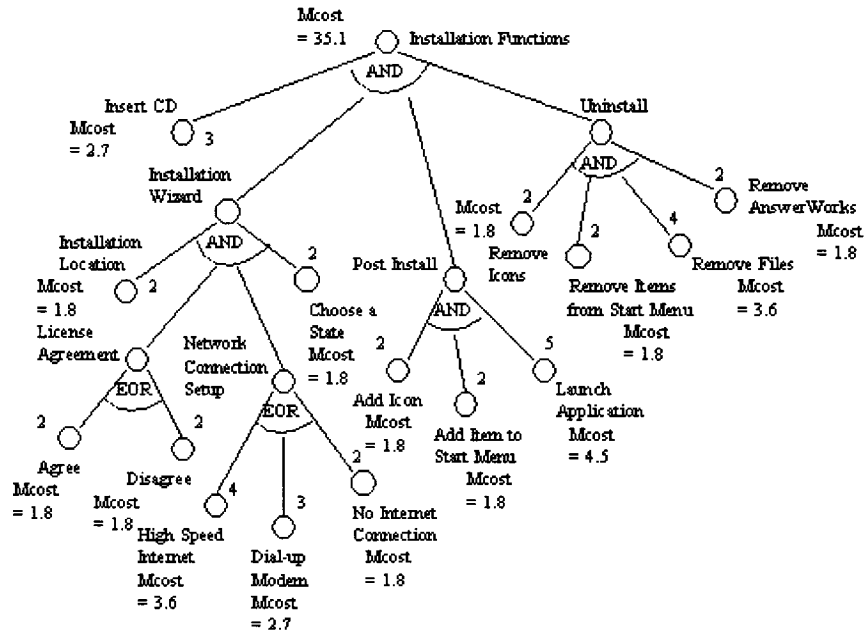 Mcost
= 35.1
Installation Functions
AND
Insert CD
Mcost
= 2.7
3
Uninstall
AND
Installation
Wizard
AND
2
Remove
AnswerWorks
Mcost
= 1.8
2
Mcost
= 1.8
Remove
Icons
2
Remove Items
from Start Menu
Mcost
= 1.8
4
Remove Files
Mcost
= 3.6
Installation
Location
Mcost
= 1.8
2
2
Choose a
State
Mcost
= 1.8
Post Install
AND
License
Agreement
EOR
Network
Connection
Setup
EOR
2
Add Icon
Mcost
= 1.8
2
Add Item to
Start Menu
Mcost
= 1.8
5
Launch
Application
Mcost
= 4.5
2
Agree
Mcost
= 1.8
2
Disagree
Mcost
= 1.8
4
High Speed
Internet
Mcost
= 3.6
3
Dial-up
Modem
Mcost
= 2.7
2
No Internet
Connection
Mcost
= 1.8